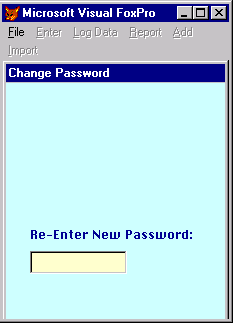 Microsoft Visual FoxPro
File Enter Log Data Report Add
Import
Change Password
Re-Enter New Password: